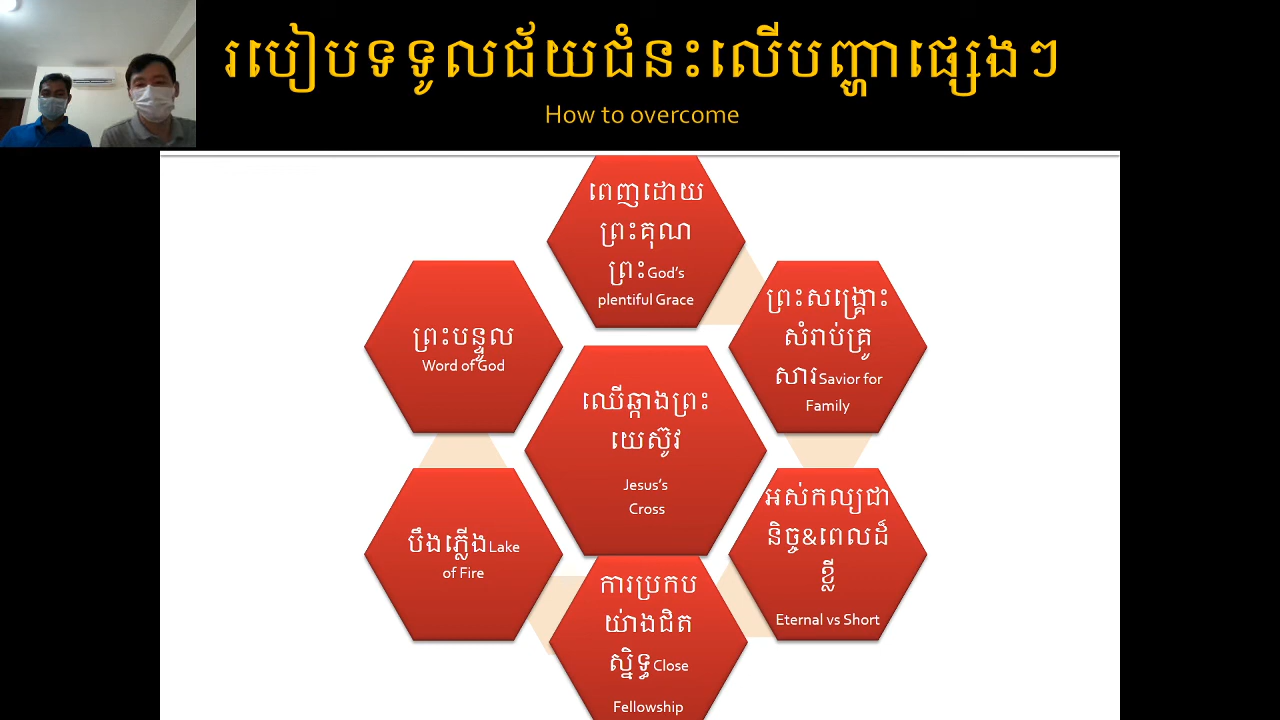 របៀបទទួលជ័យជំនះលើបញ្ហាផ្សេងៗ
How to overcome
ពេញដោយ
ព្រះគុណ
ព្រះGod's
plentiful Grace
ព្រះសង្គ្រោះ
សំរាប់គ្រួ
សារSavior for
Family
ព្រះបន្ទូល
Word of God
ឈើឆ្កាងព្រះ
យេស៊ូវ
Jesus's
Cross
អស់កល្បជា
និច្ច&ពេលដ៏
ខ្លី
Eternal vs Short
បឹងភ្លើងLake
of Fire
ការប្រកប
យ៉ាងជិត
ស្និទ្ធClose
Fellowship